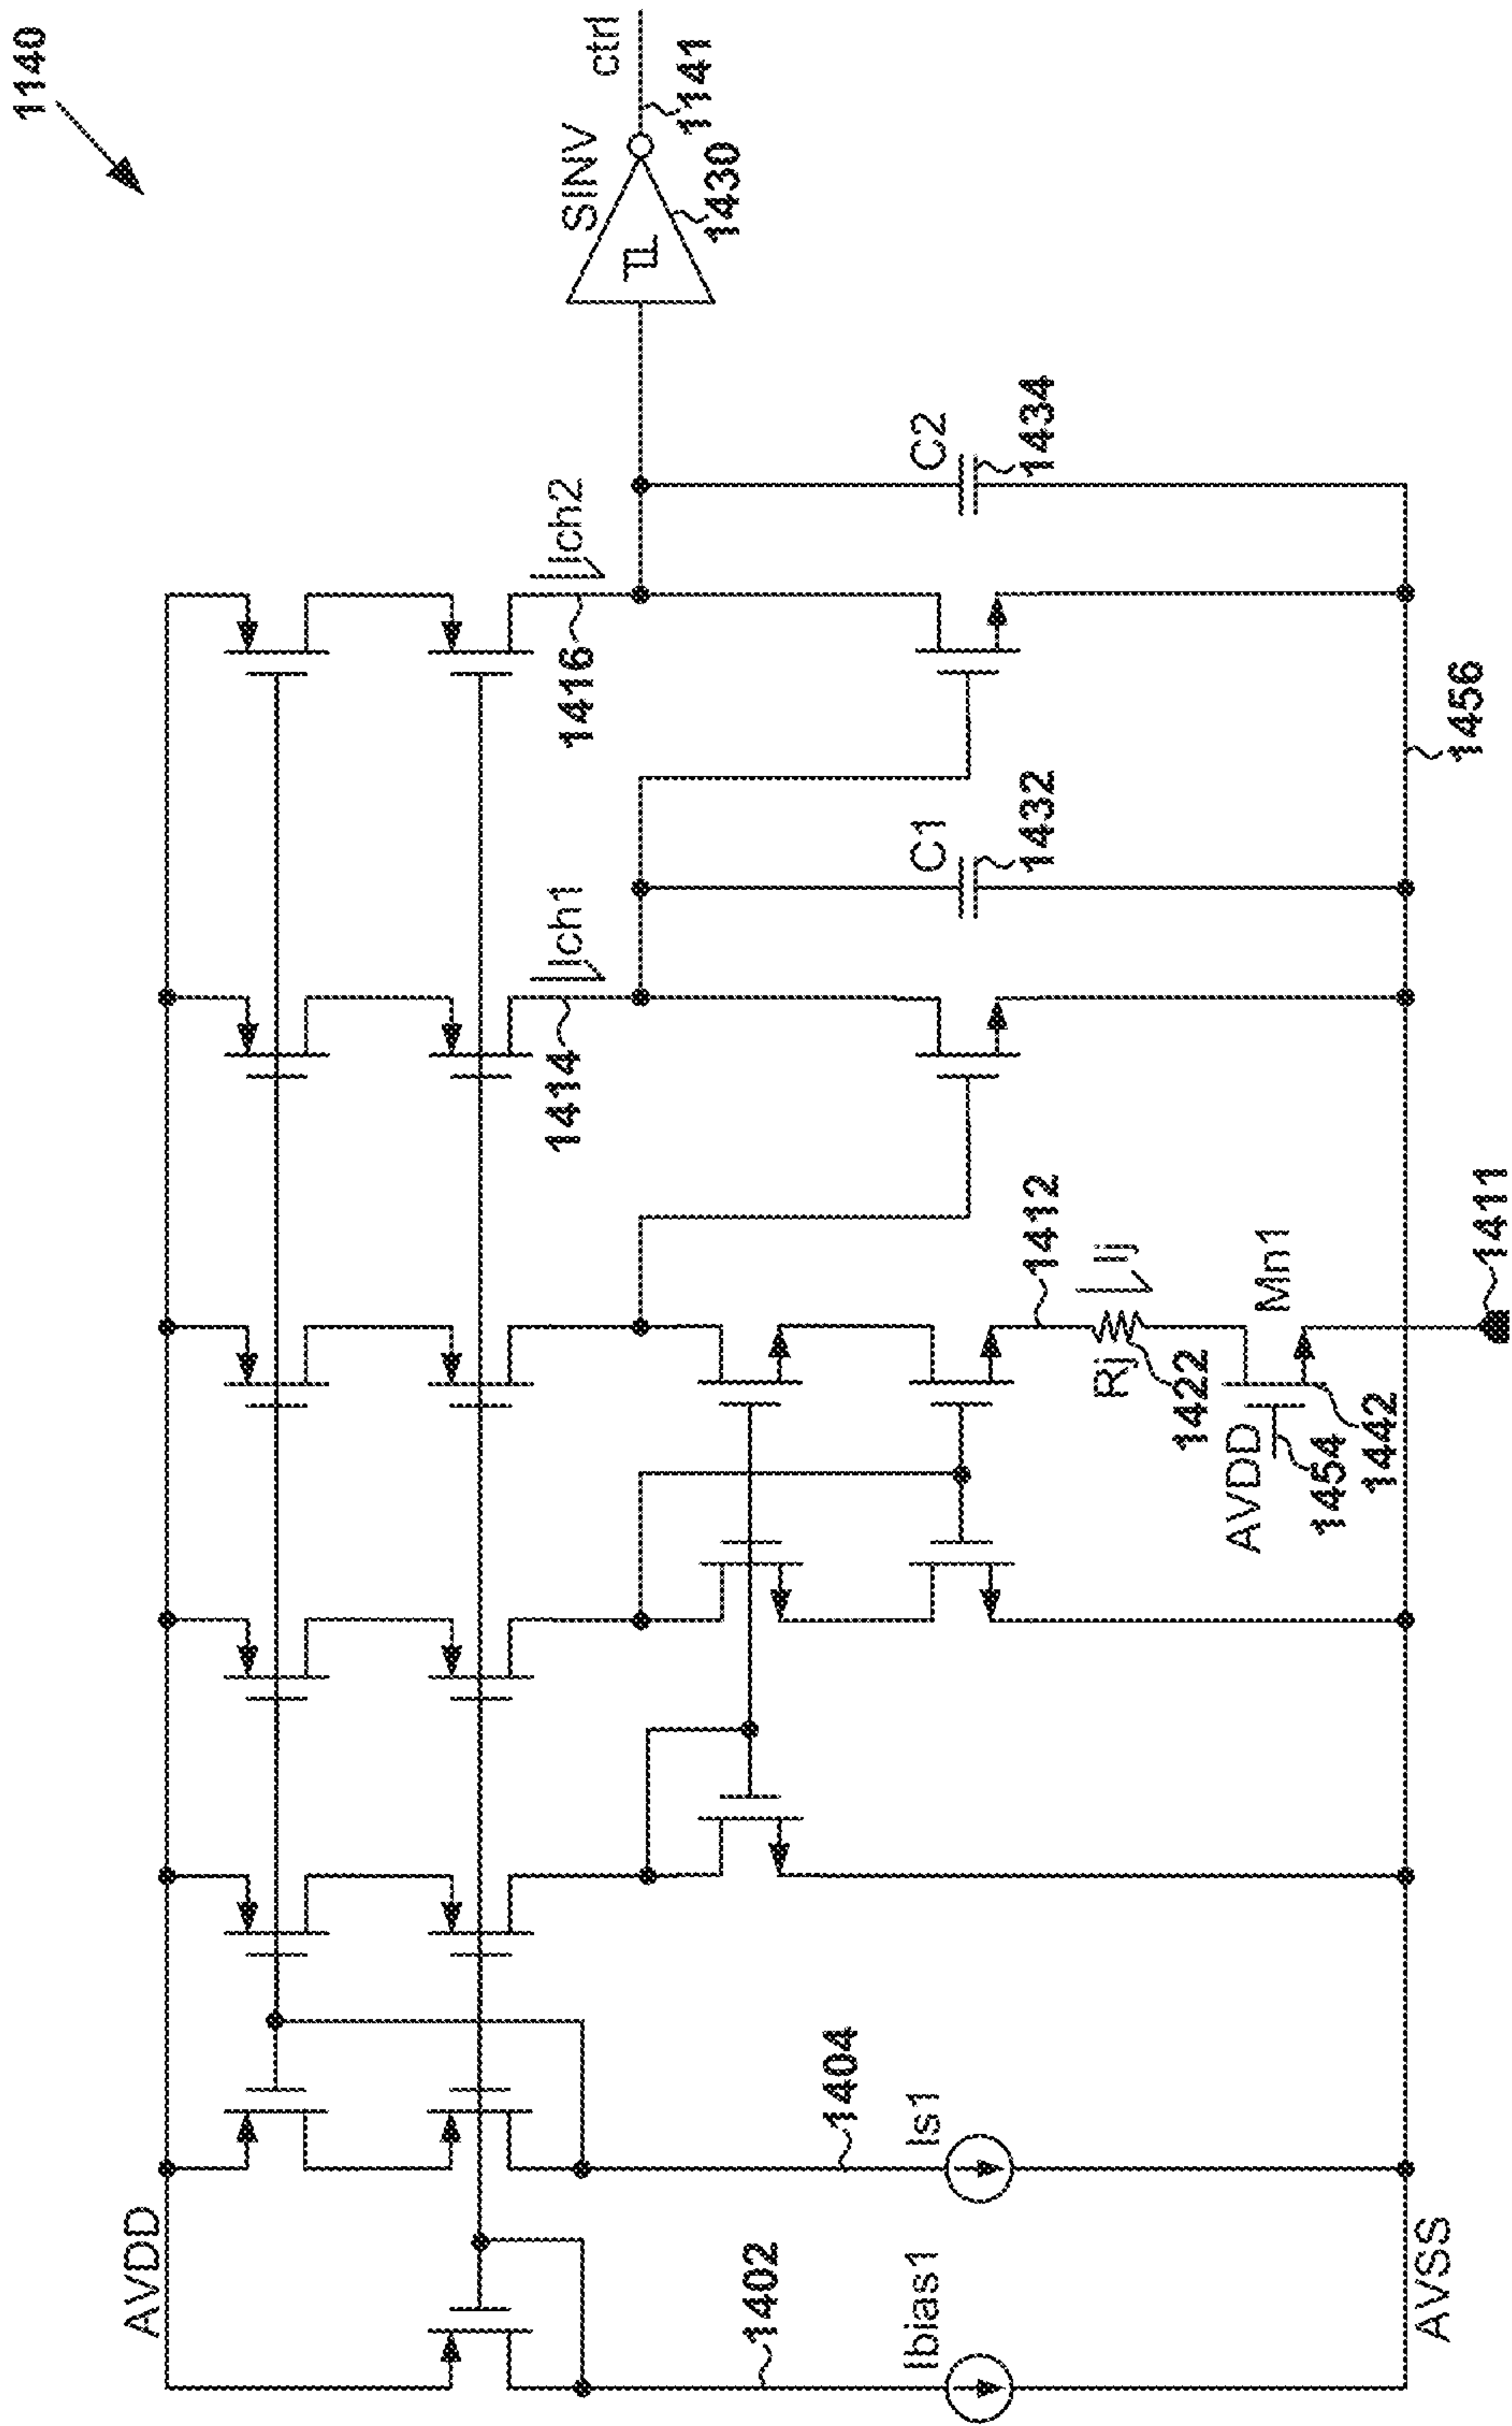 1140
AVDD
Ibias1
1402
Is1
1404
Ich1
1414
Ich2
1416
C1
1432
C2
1434
SINV
1430
ctrl
1141
1412
Rj
Ij
1422
AVDD
1454
Mn1
1442
1411
AVSS
1456